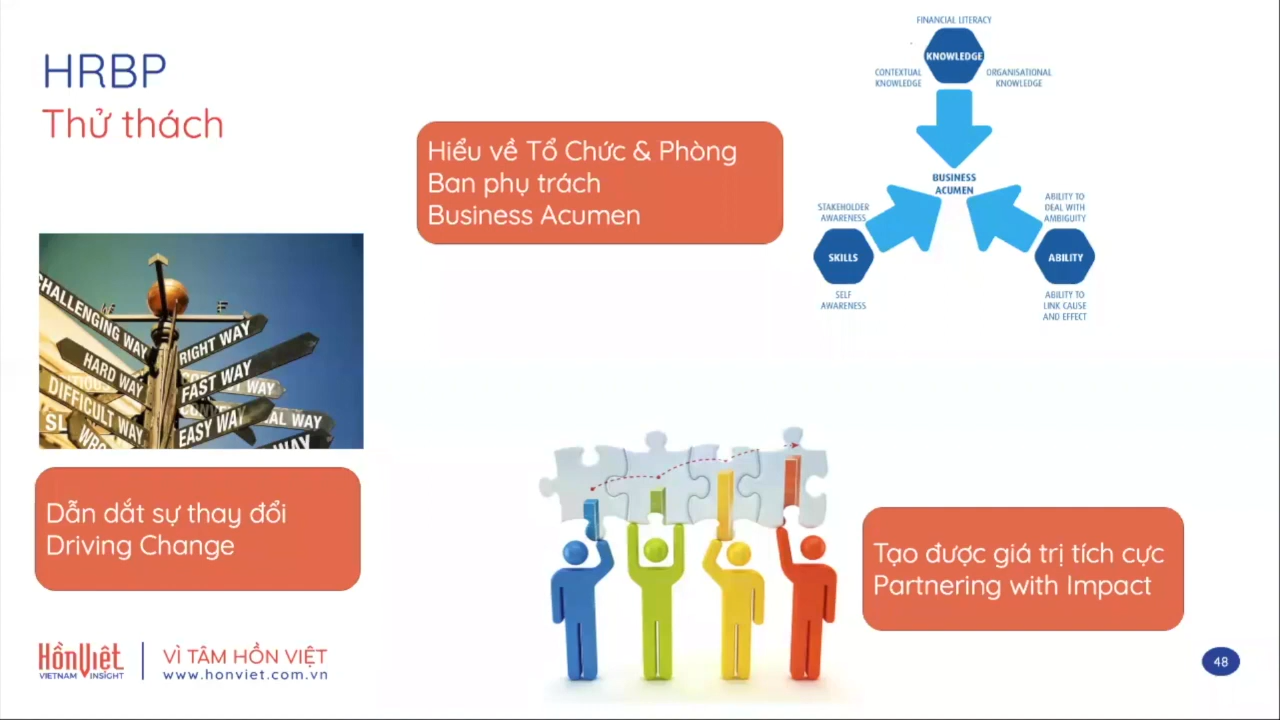 HRBP
Thử thách
Hiểu về Tổ Chức & Phòng
Ban phụ trách
Business Acumen
FINANCIAL LITERACY
KNOWLEDGE
CONTEXTUAL
KNOWLEDGE
ORGANISATIONAL
KNOWLEDGE
BUSINESS
ACUMEN
STAKEHOLDER
AWARENESS
SKILLS
SELF
AWARENESS
ABILITY TO
DEAL WITH
AMBIGUITY
ABILITY
ABILITY TO
LINK CAUSE
AND EFFECT
CHALLENGING WAY
RIGHT WAY
HARD WAY
FAST WAY
WAY
DIFFICULT WAY
EASY WAY
WAY
WAY
Dẫn dắt sự thay đổi
Driving Change
Tạo được giá trị tích cực
Partnering with Impact
HồnViệt
VIETNAM INSIGHT
VÌ TÂM HỒN VIỆT
www.honviet.com.vn
48